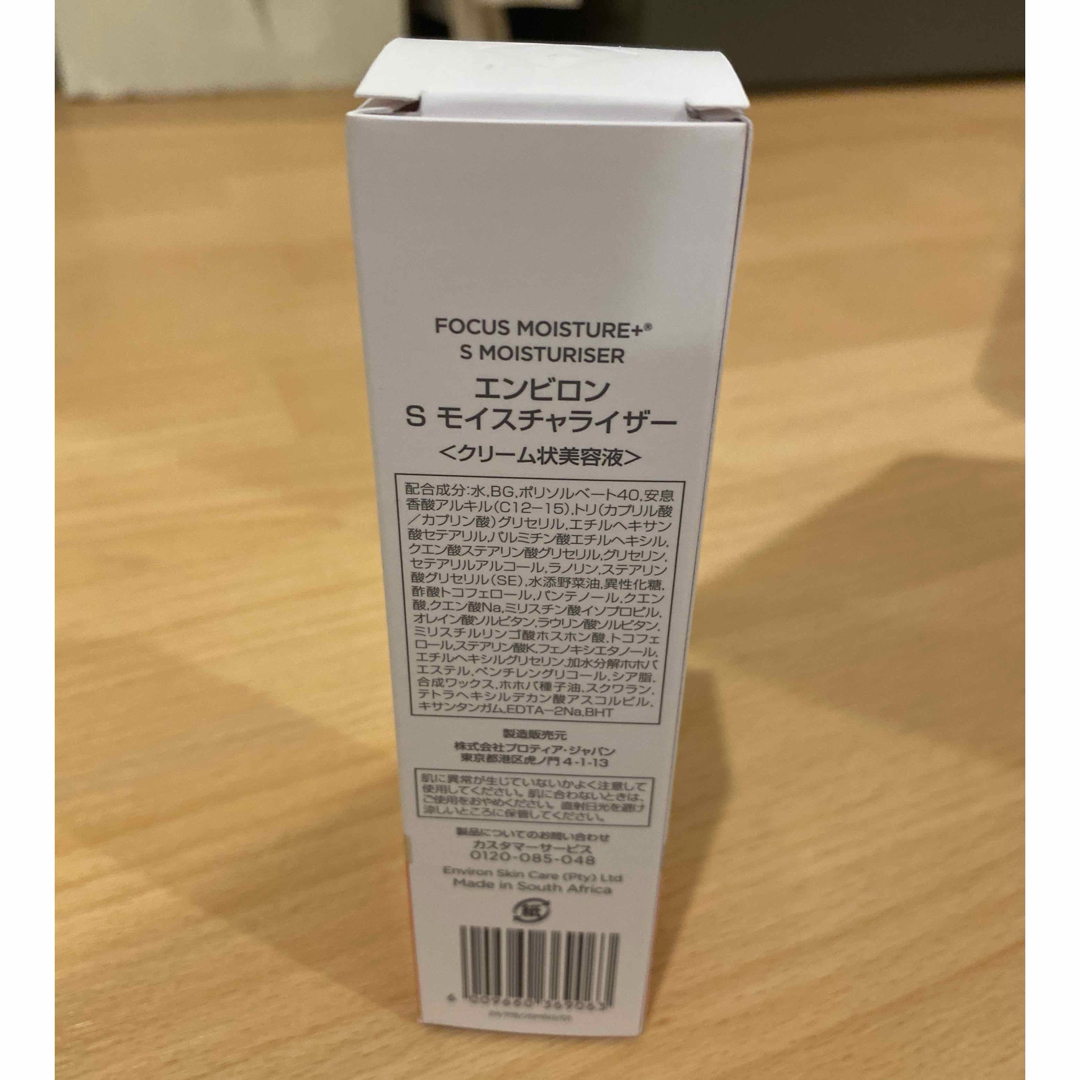 FOCUS MOISTURE+®
S MOISTURISER
エンビロン
S モイスチャライザー
＜クリーム状美容液＞
配合成分:水,BG,ポリソルベート40,安息
香酸アルキル(C12-15),トリ(カプリル酸
／カプリン酸)グリセリル,エチルヘキサン
酸セテアリル,パルミチン酸エチルヘキシル,
クエン酸ステアリン酸グリセリル,グリセリン,
セテアリルアルコール,ラノリン,ステアリン
酸グリセリル(SE),水添野菜油,異性化糖,
酢酸トコフェロール,パンテノール,クエン
酸,クエン酸Na,ミリスチン酸イソプロピル,
オレイン酸ソルビタン,ラウリン酸ソルビタン,
ミリスチルリンゴ酸ホスホン酸,トコフェ
ロール,ステアリン酸K,フェノキシエタノール,
エチルヘキシルグリセリン,加水分解ホホバ
エステル,ペンチレングリコール,シア脂,
合成ワックス,ホホバ種子油,スクワラン,
テトラヘキシルデカン酸アスコルビル,
キサンタンガム,EDTA-2Na,BHT
製造販売元
株式会社プロティア・ジャパン
東京都港区虎ノ門4-1-13
肌に異常が生じていないかよく注意して
使用してください。肌に合わないときは、
ご使用をおやめください。直射日光を避け
涼しいところに保管してください。
製品についてのお問い合わせ
カスタマーサービス
0120-085-048
Environ Skin Care (Pty) Ltd
Made in South Africa
紙
6 009660 369063